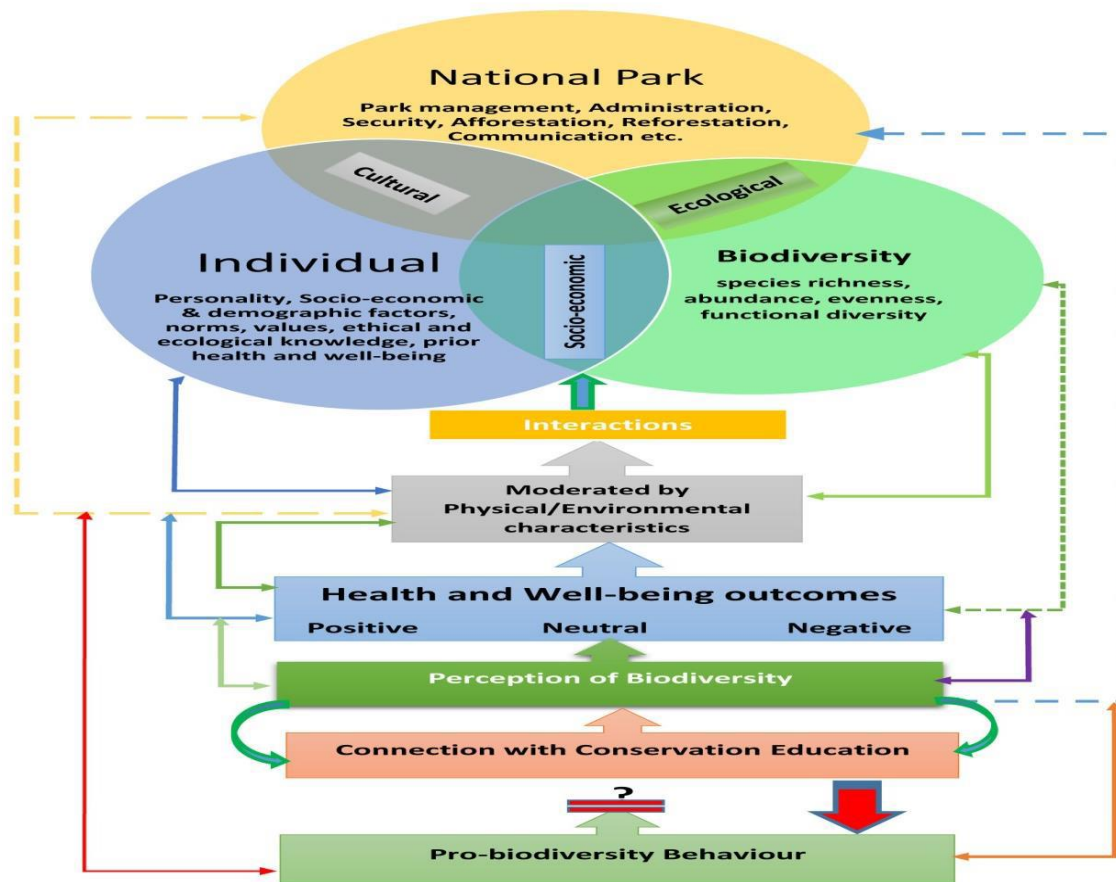 National Park
Park management, Administration,
Security, Afforestation, Reforestation,
Communication etc.
Cultural
Ecological
Individual
Personality, Socio-economic
& demographic factors,
norms, values, ethical and
ecological knowledge, prior
health and well-being
Socio-economic
Biodiversity
species richness,
abundance, evenness,
functional diversity
Interactions
Moderated by
Physical/Environmental
characteristics
Health and Well-being outcomes
Positive Neutral Negative
Perception of Biodiversity
Connection with Conservation Education
?
Pro-biodiversity Behaviour